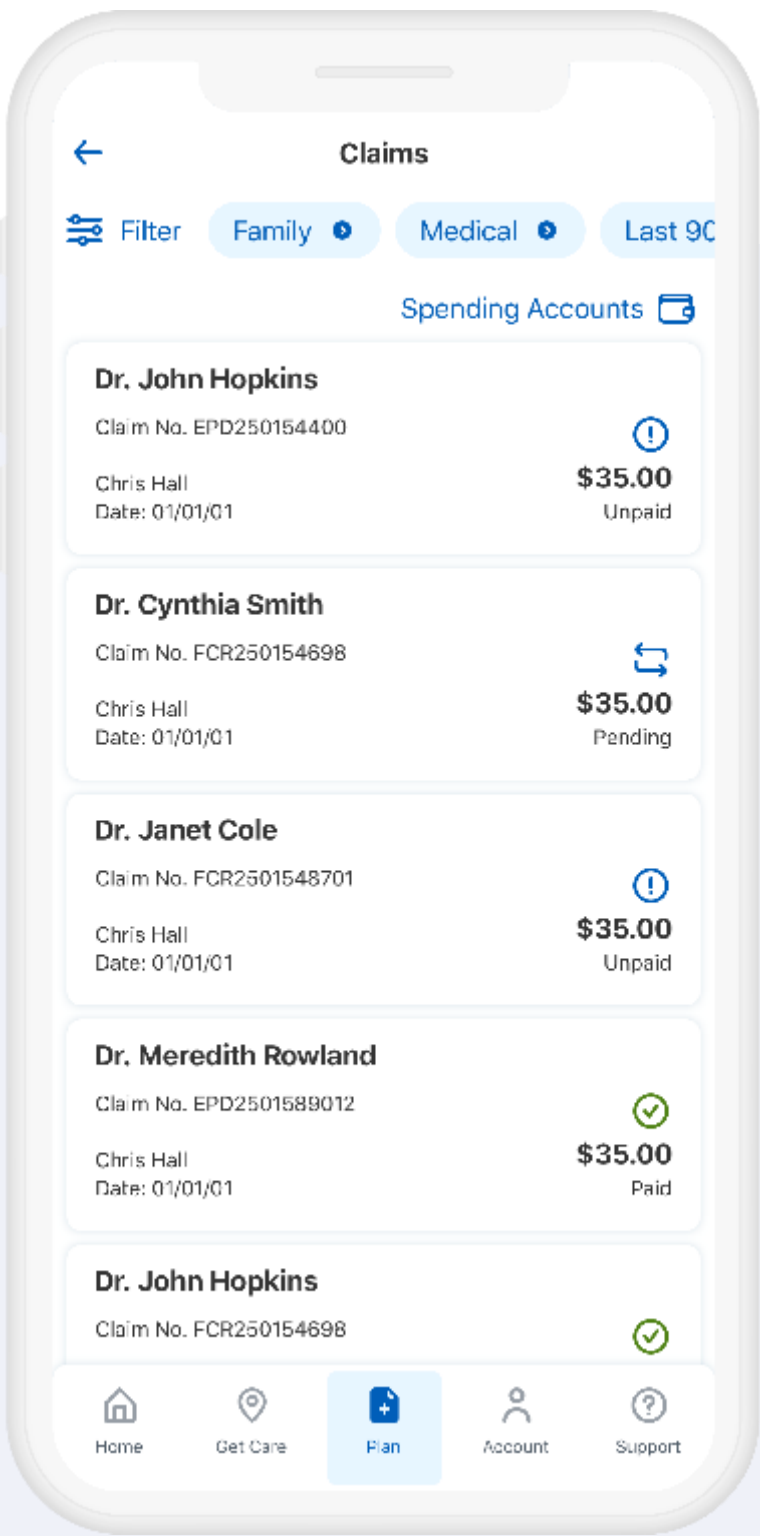 Claims
Filter
Family
Medical
Last 90
Spending Accounts
Dr. John Hopkins
Claim No. EPD250154400
Chris Hall
$35.00
Date: 01/01/01
Unpaid
Dr. Cynthia Smith
Claim No. FCR250154698
Chris Hall
$35.00
Date: 01/01/01
Pending
Dr. Janet Cole
Claim No. FCR2501548701
Chris Hall
$35.00
Date: 01/01/01
Unpaid
Dr. Meredith Rowland
Claim No. EPD2501589012
Chris Hall
$35.00
Date: 01/01/01
Paid
Dr. John Hopkins
Claim No. FCR250154698
Home
Get Care
Plan
Account
Support